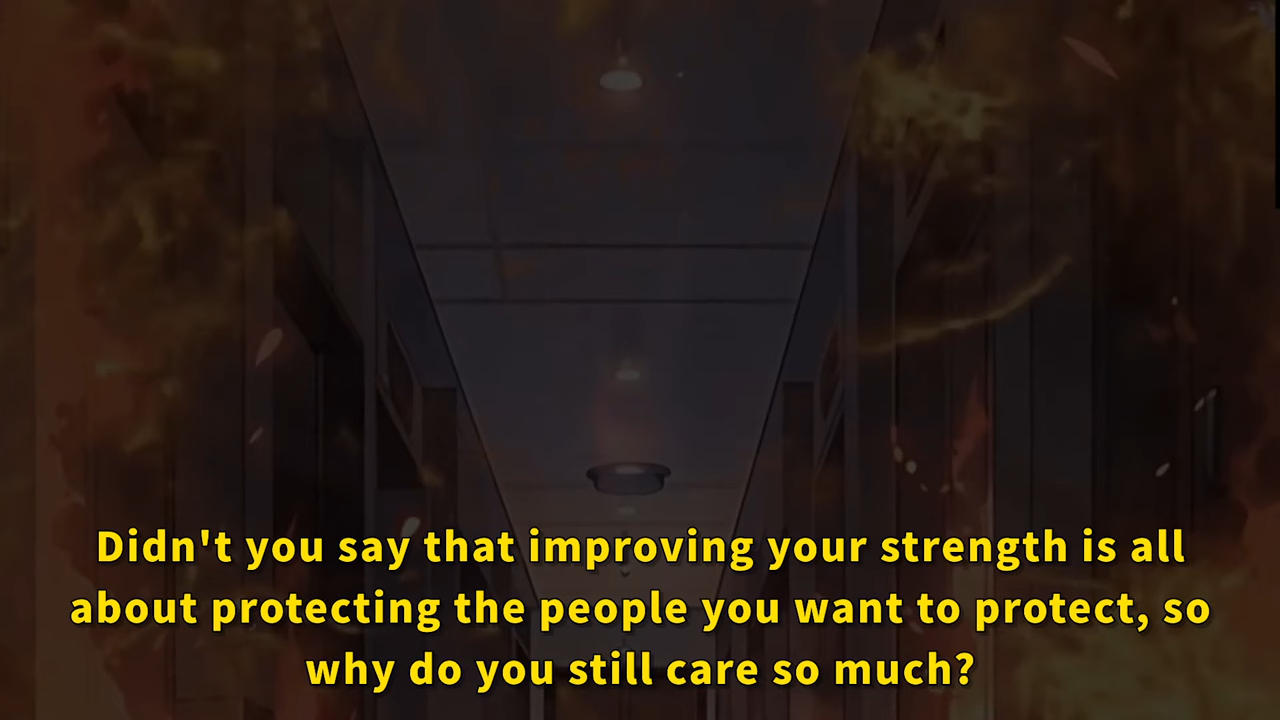 Didn't you say that improving your strength is all
about protecting the people you want to protect, so
why do you still care so much?